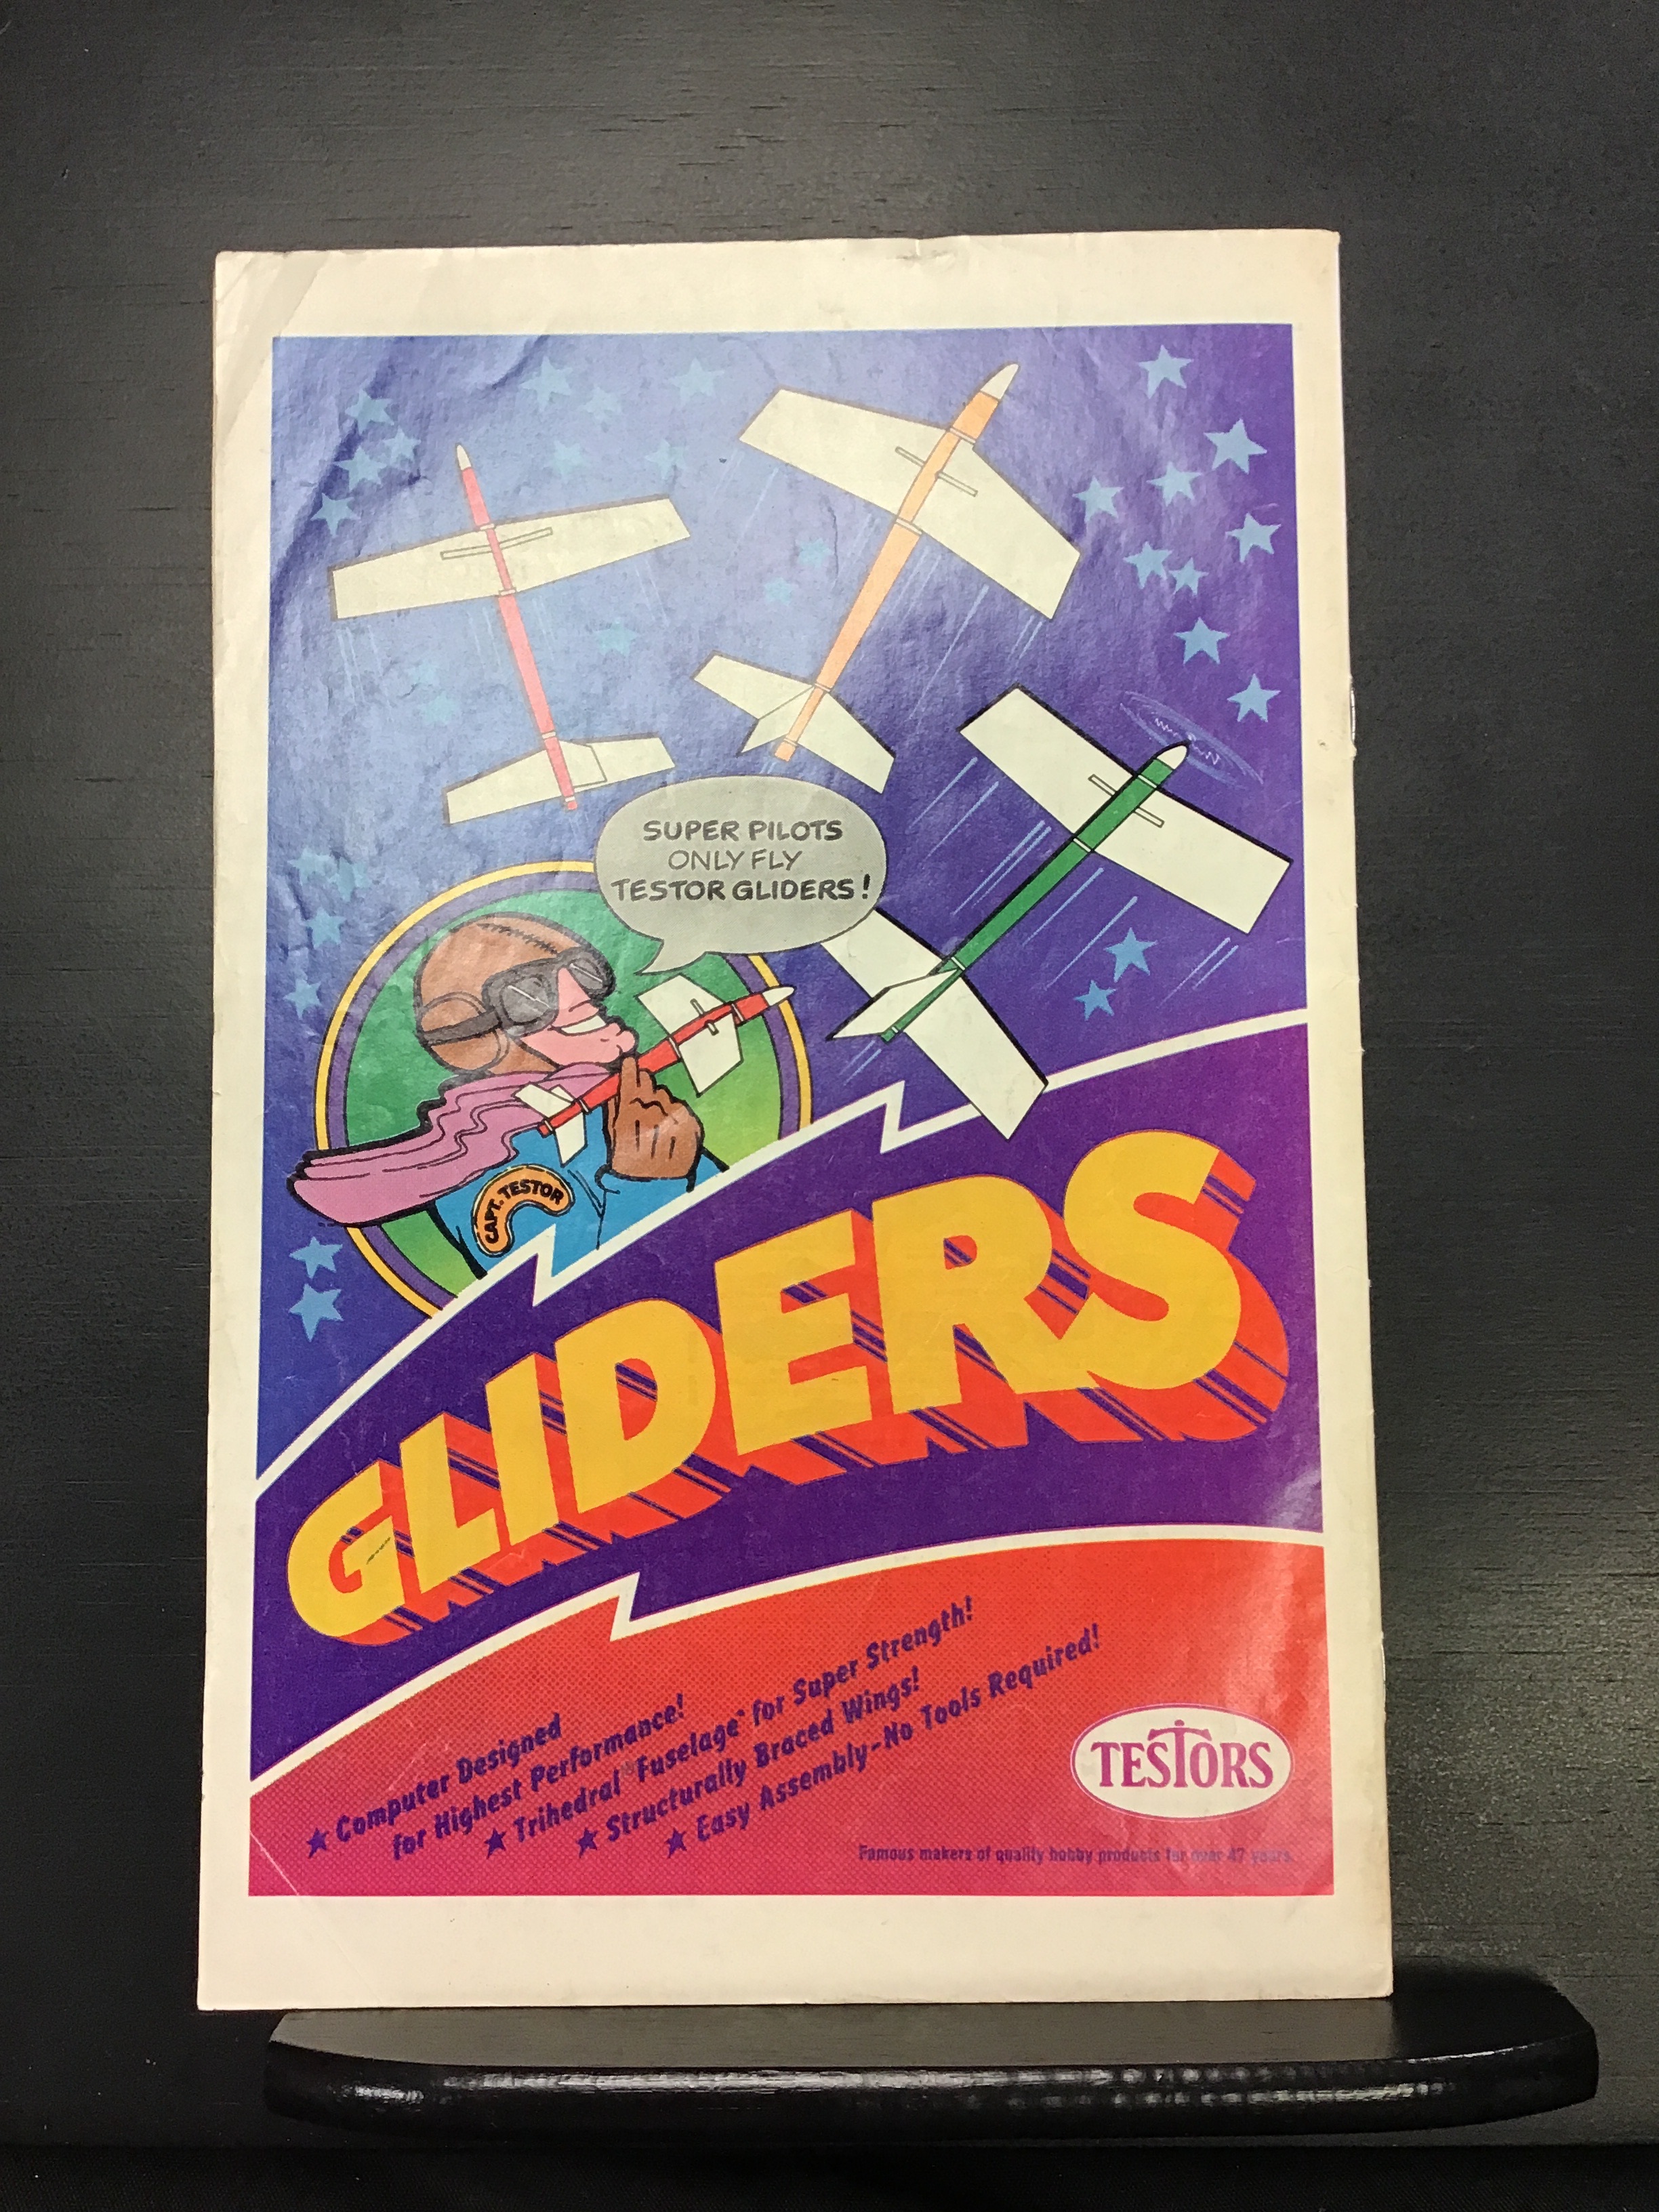 SUPER PILOTS
ONLY FLY
TESTOR GLIDERS!
CAPT. TESTOR
GLIDERS
★ Computer Designed
for Highest Performance!
★ Trihedral® Fuselage* for Super Strength!
★ Structurally Braced Wings!
★ Easy Assembly-No Tools Required!
TESTORS
Famous makers of quality hobby products for over 47 years.